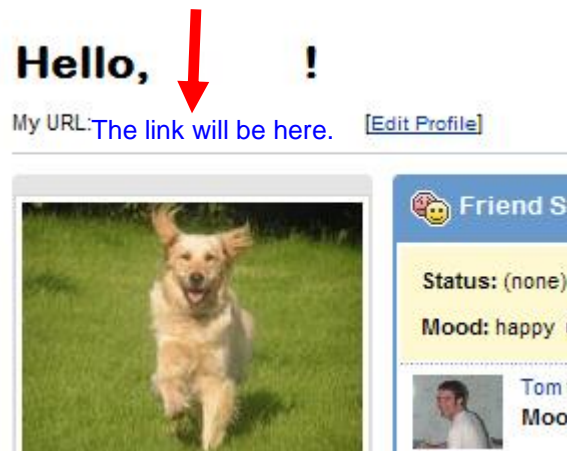 Hello, !
My URL: The link will be here. [Edit Profile]
Friend S
Status: (none)
Mood: happy
Tom
Moo